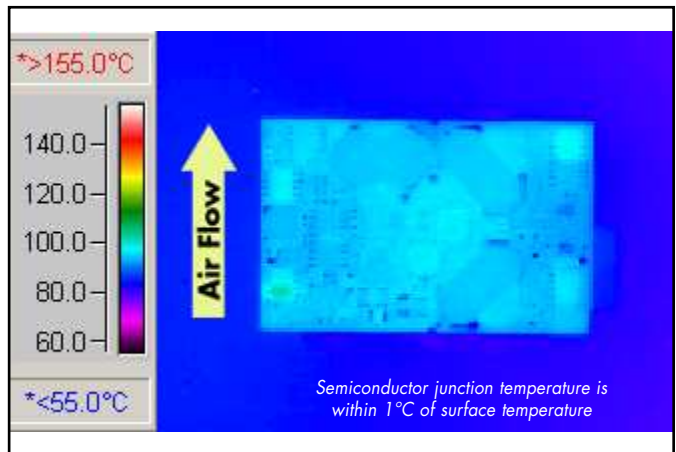 *>155.0°C
140.0
120.0
100.0
80.0
60.0
*<55.0°C
Air Flow
Semiconductor junction temperature is
within 1°C of surface temperature